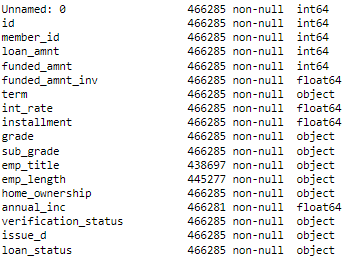 Unnamed: 0 466285 non-null int64
id 466285 non-null int64
member_id 466285 non-null int64
loan_amnt 466285 non-null int64
funded_amnt 466285 non-null int64
funded_amnt_inv 466285 non-null float64
term 466285 non-null object
int_rate 466285 non-null float64
installment 466285 non-null float64
grade 466285 non-null object
sub_grade 466285 non-null object
emp_title 438697 non-null object
emp_length 445277 non-null object
home_ownership 466285 non-null object
annual_inc 466281 non-null float64
verification_status 466285 non-null object
issue_d 466285 non-null object
loan_status 466285 non-null object